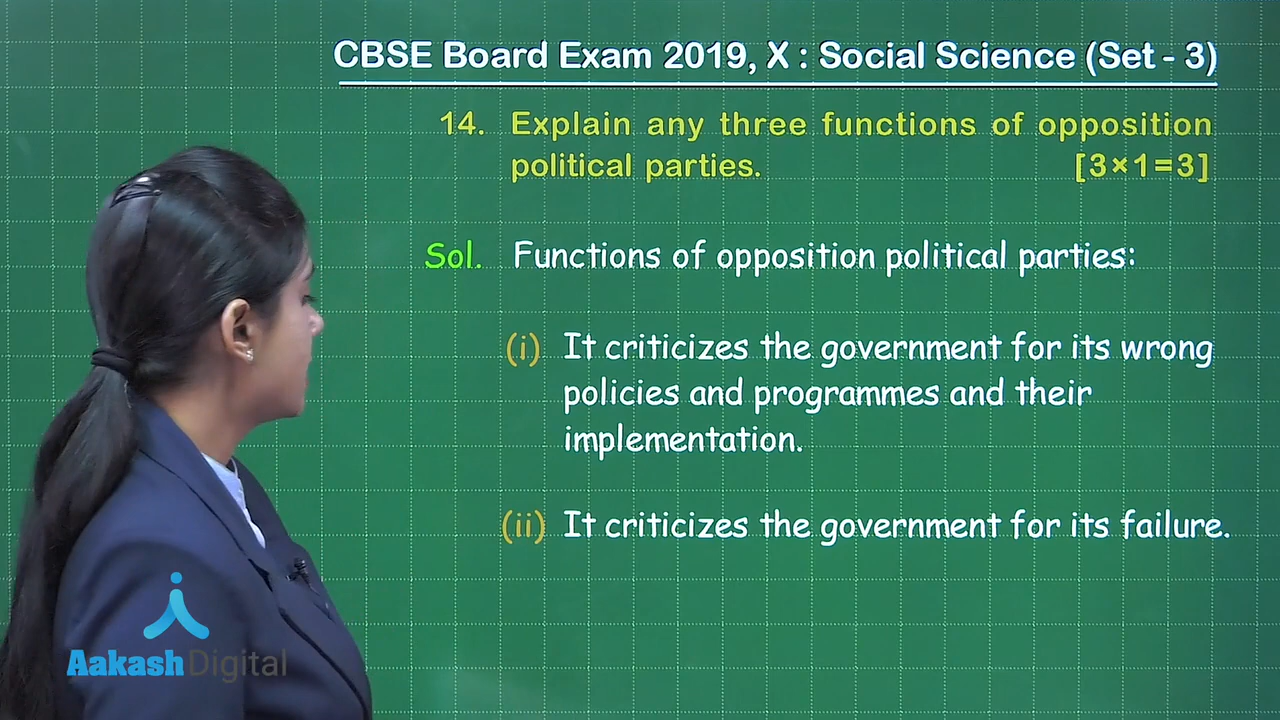 CBSE Board Exam 2019, X : Social Science (Set - 3)
14. Explain any three functions of opposition
political parties. [3×1=3]
Sol. Functions of opposition political parties:
(i) It criticizes the government for its wrong
policies and programmes and their
implementation.
(ii) It criticizes the government for its failure.
Aakash Digital